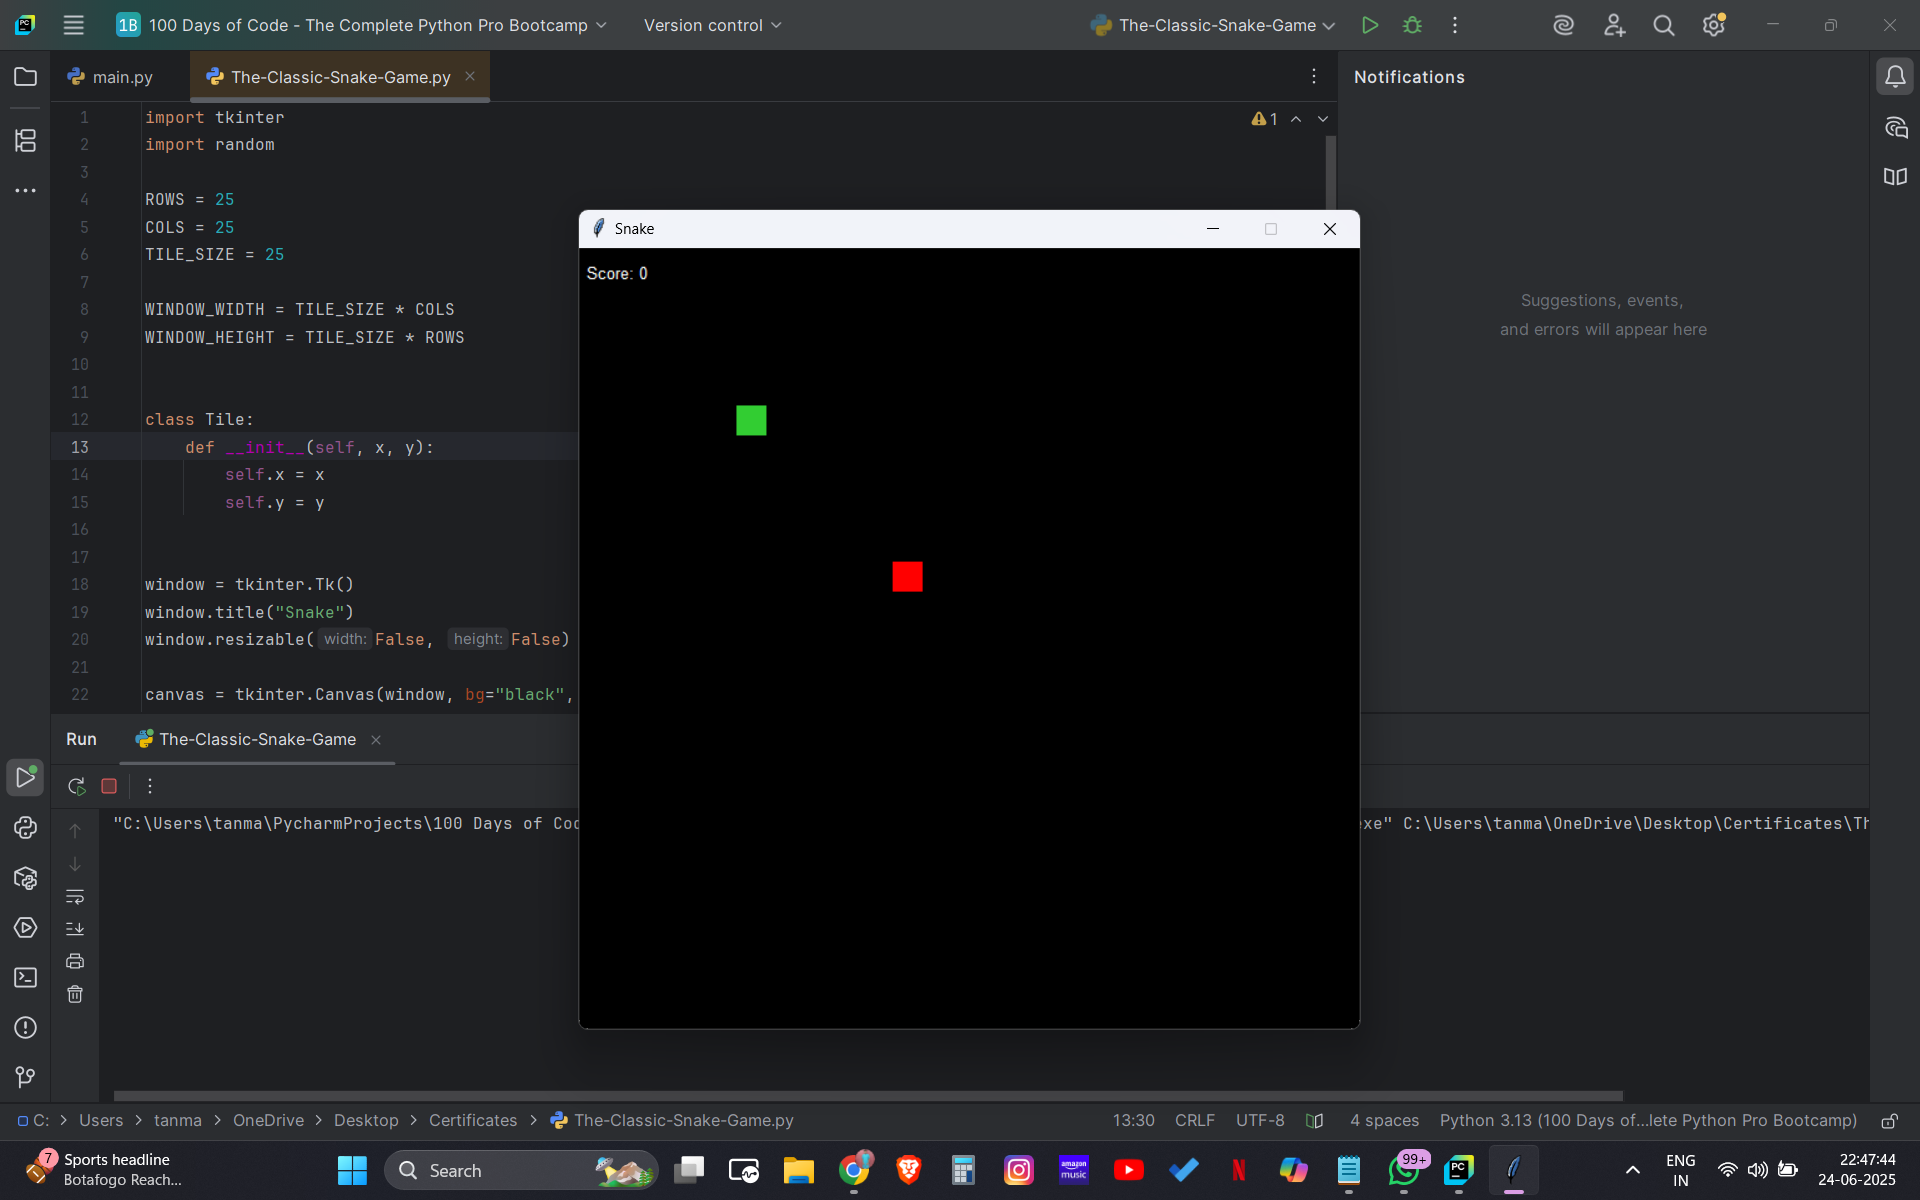 1B 100 Days of Code - The Complete Python Pro Bootcamp Version control The-Classic-Snake-Game
main.py The-Classic-Snake-Game.py Notifications
1 import tkinter 1
2 import random
3
4 ROWS = 25
5 COLS = 25
6 TILE_SIZE = 25
7
8 WINDOW_WIDTH = TILE_SIZE * COLS
9 WINDOW_HEIGHT = TILE_SIZE * ROWS
10
11
12 class Tile:
13 def __init__(self, x, y):
14 self.x = x
15 self.y = y
16
17
18 window = tkinter.Tk()
19 window.title("Snake")
20 window.resizable( width: False, height: False)
21
22 canvas = tkinter.Canvas(window, bg="black",
Snake
Score: 0
Suggestions, events,
and errors will appear here
Run The-Classic-Snake-Game
"C:\Users\tanma\PycharmProjects\100 Days of Coc xe" C:\Users\tanma\OneDrive\Desktop\Certificates\Th
C: > Users > tanma > OneDrive > Desktop > Certificates > The-Classic-Snake-Game.py 13:30 CRLF UTF-8 4 spaces Python 3.13 (100 Days of...lete Python Pro Bootcamp)
7 Sports headline
Botafogo Reach...
Search
amazon music
N
99+
PC
ENG
IN
22:47:44
24-06-2025